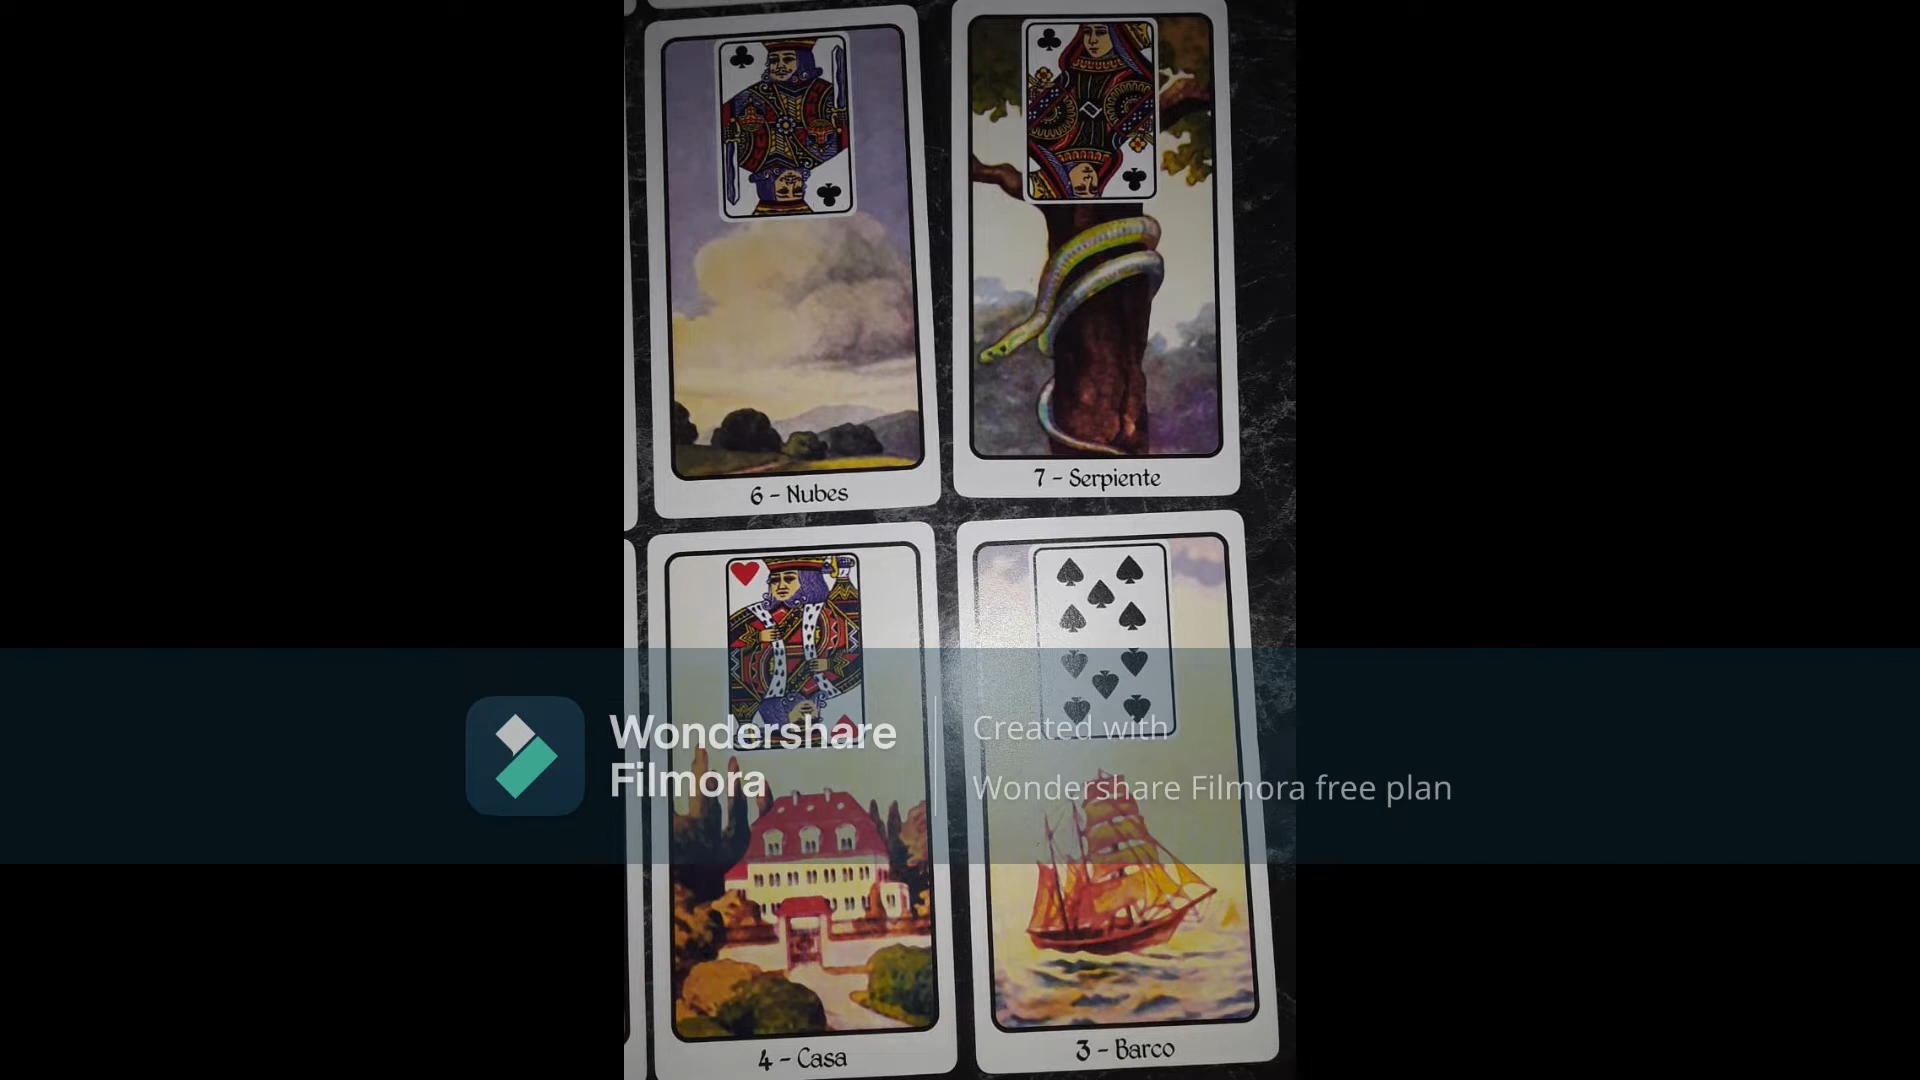 6 - Nubes
7 - Serpiente
Wondershare
Filmora
Created with
Wondershare Filmora free plan
4 - Casa
3 - Barco